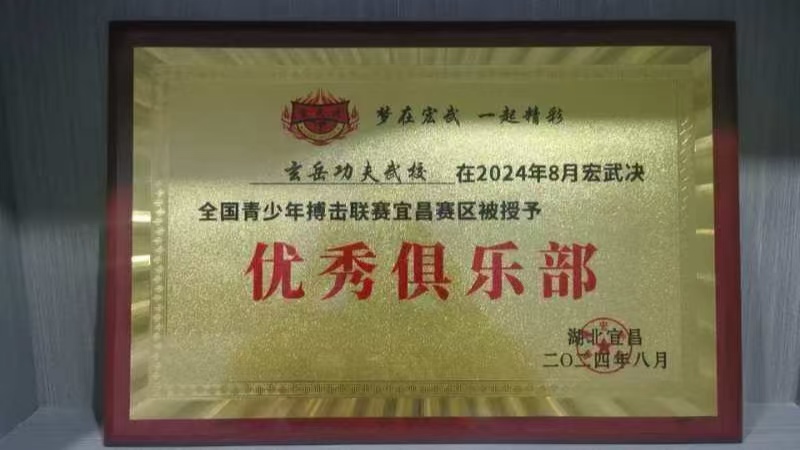 梦在宏武 一起精彩
玄岳功夫武校 在2024年8月宏武决
全国青少年搏击联赛宜昌赛区被授予
优秀俱乐部
湖北宜昌
二〇二四年八月